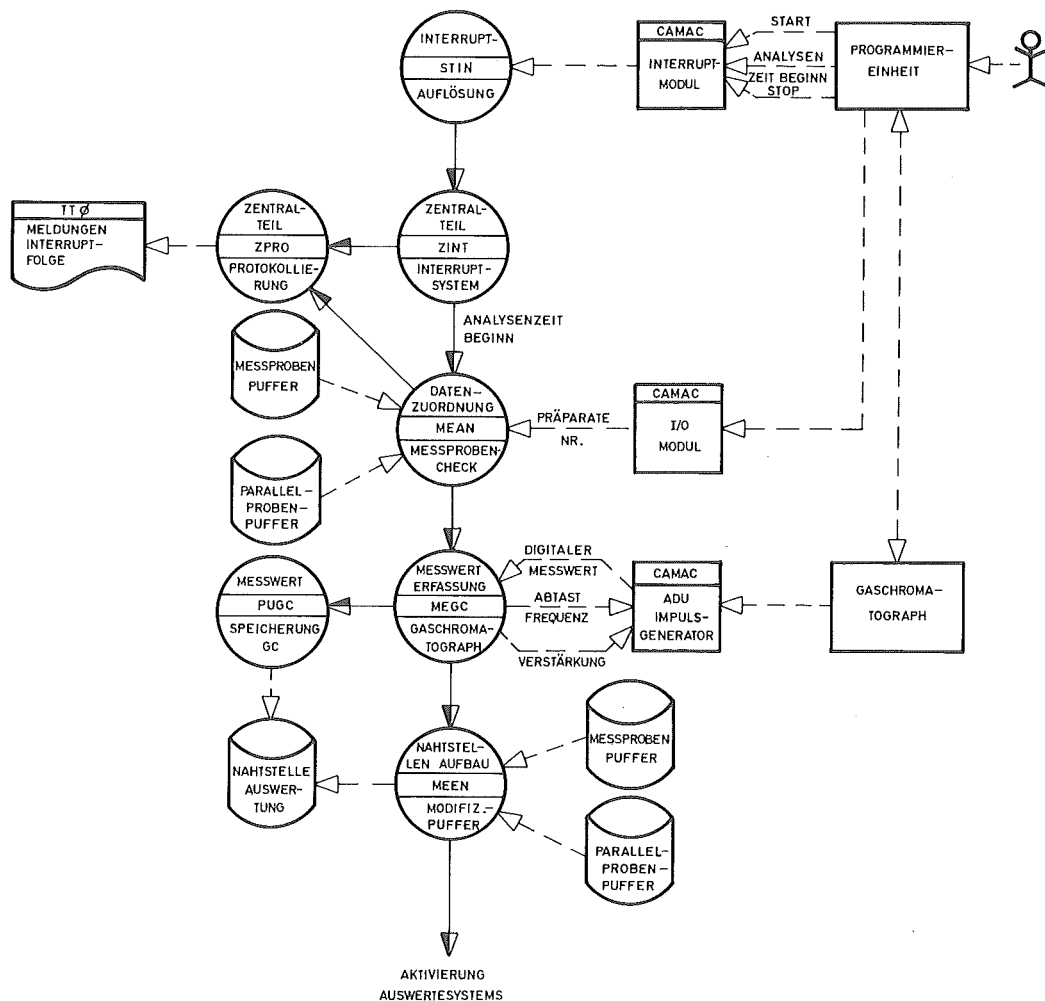 INTERRUPT-
STIN
AUFLÖSUNG
CAMAC
INTERRUPT-
MODUL
START
ANALYSEN
ZEIT BEGINN
STOP
PROGRAMMIER-
EINHEIT
TTØ
MELDUNGEN
INTERRUPT-
FOLGE
ZENTRAL-
TEIL
ZPRO
PROTOKOLLIE-
RUNG
ZENTRAL-
TEIL
ZINT
INTERRUPT-
SYSTEM
ANALYSENZEIT
BEGINN
MESSPROBEN
PUFFER
DATEN-
ZUORDNUNG
MEAN
MESSPROBEN-
CHECK
PRÄPARATE
NR.
CAMAC
I/O
MODUL
PARALLEL-
PROBEN-
PUFFER
MESSWERT
PUGC
SPEICHERUNG
GC
MESSWERT
ERFASSUNG
MEGC
GASCHROMA-
TOGRAPH
DIGITALER
MESSWERT
ABTAST
FREQUENZ
VERSTÄRKUNG
CAMAC
ADU
IMPULS-
GENERATOR
GASCHROMA-
TOGRAPH
NAHTSTELLE
AUSWER-
TUNG
NAHTSTEL-
LEN AUFBAU
MEEN
MODIFIZ.-
PUFFER
MESSPROBEN
PUFFER
PARALLEL-
PROBEN-
PUFFER
AKTIVIERUNG
AUSWERTESYSTEMS